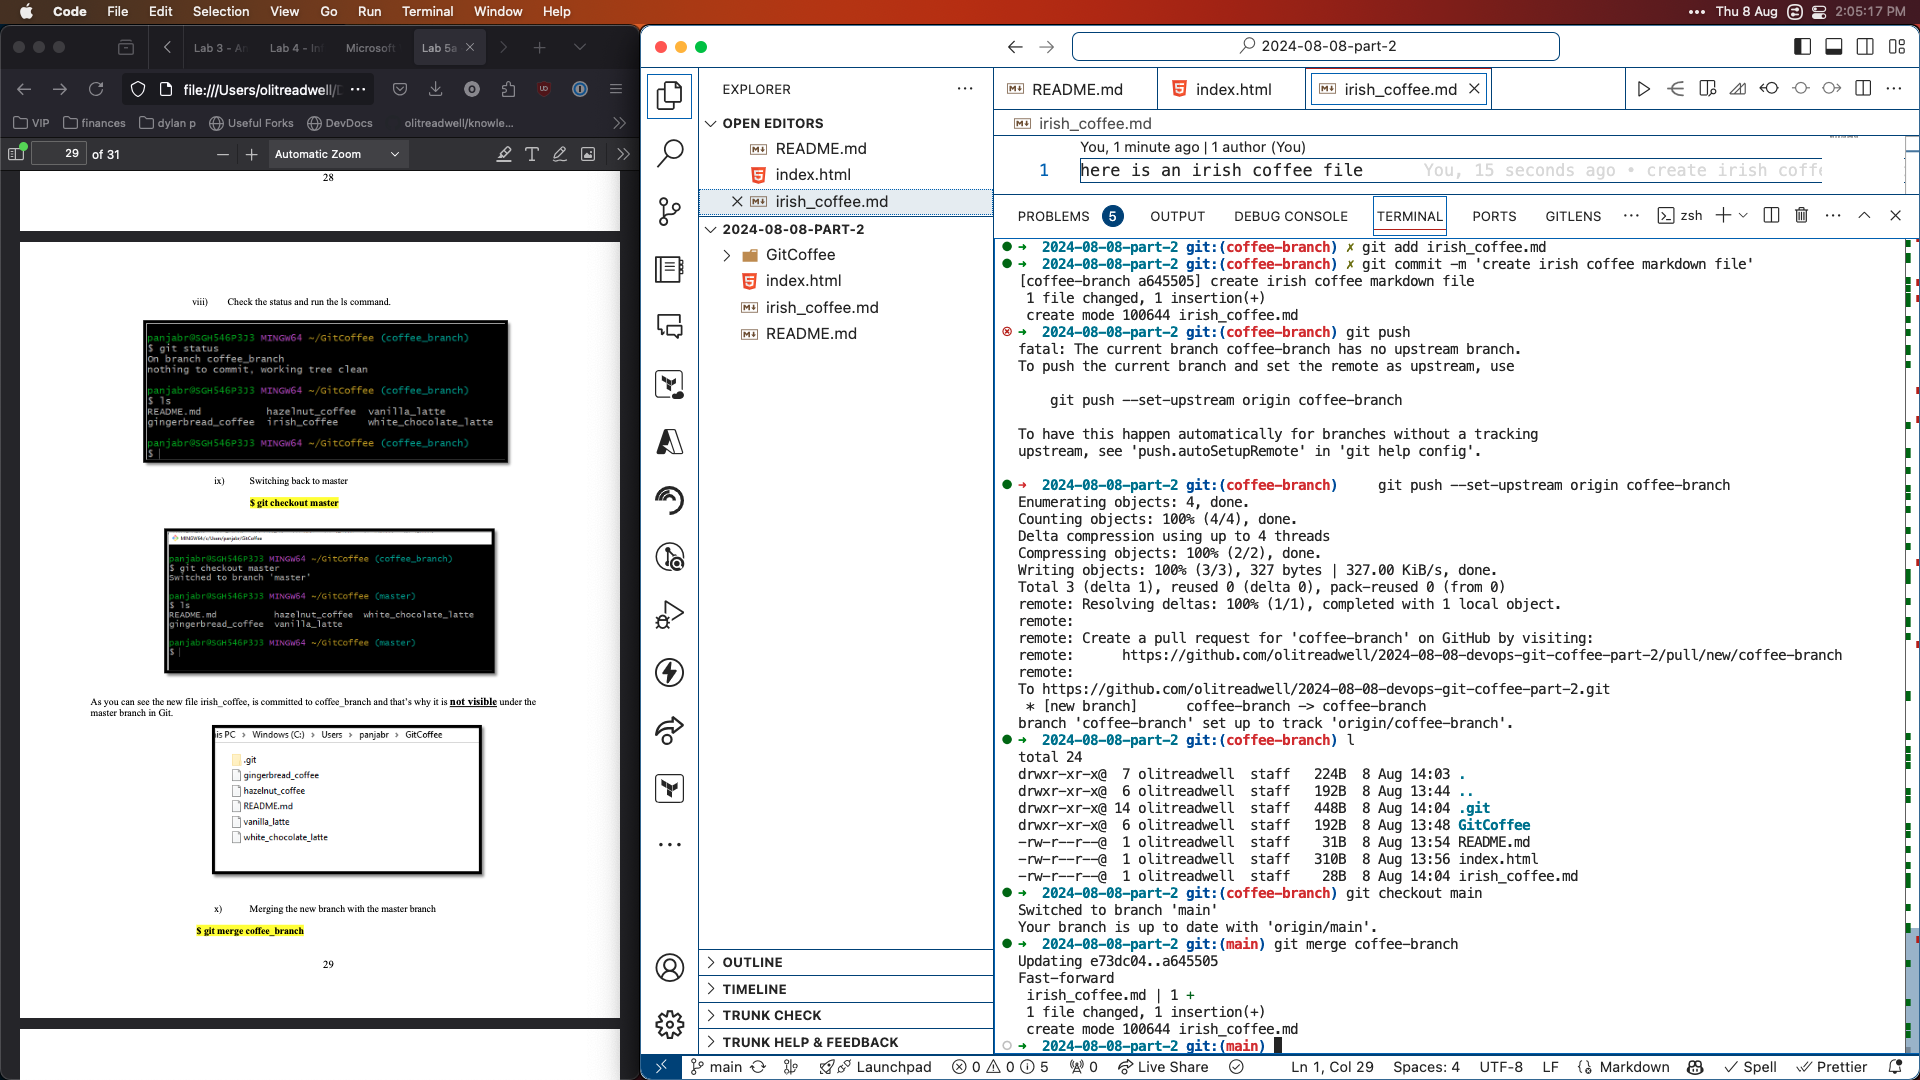 Code File Edit Selection View Go Run Terminal Window Help
Thu 8 Aug 2:05:17 PM
Lab 4 - In
Microsoft
Lab 5a
file:///Users/olitreadwell/D
VIP finances dylan p Useful Forks DevDocs olitreadwell/knowle...
29 of 31
Automatic Zoom
28
viii) Check the status and run the ls command.
panjabr@SGH546P3J3 MINGW64 ~/GitCoffee (coffee_branch)
$ git status
On branch coffee_branch
nothing to commit, working tree clean
panjabr@SGH546P3J3 MINGW64 ~/GitCoffee (coffee_branch)
$ ls
README.md hazelnut_coffee vanilla_latte
gingerbread_coffee irish_coffee white_chocolate_latte
panjabr@SGH546P3J3 MINGW64 ~/GitCoffee (coffee_branch)
$
ix) Switching back to master
$ git checkout master
MINGW64:/c/Users/panjabr/GitCoffee
panjabr@SGH546P3J3 MINGW64 ~/GitCoffee (coffee_branch)
$ git checkout master
Switched to branch 'master'
panjabr@SGH546P3J3 MINGW64 ~/GitCoffee (master)
$ ls
README.md hazelnut_coffee white_chocolate_latte
gingerbread_coffee vanilla_latte
panjabr@SGH546P3J3 MINGW64 ~/GitCoffee (master)
$
As you can see the new file irish_coffee, is committed to coffee_branch and that's why it is not visible under the
master branch in Git.
is PC > Windows (C:) > Users > panjabr > GitCoffee
.git
gingerbread_coffee
hazelnut_coffee
README.md
vanilla_latte
white_chocolate_latte
x) Merging the new branch with the master branch
$ git merge coffee_branch
29
2024-08-08-part-2
EXPLORER
OPEN EDITORS
README.md
index.html
irish_coffee.md
2024-08-08-PART-2
GitCoffee
index.html
irish_coffee.md
README.md
OUTLINE
TIMELINE
TRUNK CHECK
TRUNK HELP & FEEDBACK
README.md index.html irish_coffee.md
irish_coffee.md
You, 1 minute ago | 1 author (You)
1 here is an irish coffee file You, 15 seconds ago • create irish coffe
PROBLEMS 5 OUTPUT DEBUG CONSOLE TERMINAL PORTS GITLENS zsh
➜ 2024-08-08-part-2 git:(coffee-branch) ✗ git add irish_coffee.md
➜ 2024-08-08-part-2 git:(coffee-branch) ✗ git commit -m 'create irish coffee markdown file'
[coffee-branch a645505] create irish coffee markdown file
1 file changed, 1 insertion(+)
create mode 100644 irish_coffee.md
➜ 2024-08-08-part-2 git:(coffee-branch) git push
fatal: The current branch coffee-branch has no upstream branch.
To push the current branch and set the remote as upstream, use
git push --set-upstream origin coffee-branch
To have this happen automatically for branches without a tracking
upstream, see 'push.autoSetupRemote' in 'git help config'.
➜ 2024-08-08-part-2 git:(coffee-branch) git push --set-upstream origin coffee-branch
Enumerating objects: 4, done.
Counting objects: 100% (4/4), done.
Delta compression using up to 4 threads
Compressing objects: 100% (2/2), done.
Writing objects: 100% (3/3), 327 bytes | 327.00 KiB/s, done.
Total 3 (delta 1), reused 0 (delta 0), pack-reused 0 (from 0)
remote: Resolving deltas: 100% (1/1), completed with 1 local object.
remote:
remote: Create a pull request for 'coffee-branch' on GitHub by visiting:
remote: https://github.com/olitreadwell/2024-08-08-devops-git-coffee-part-2/pull/new/coffee-branch
remote:
To https://github.com/olitreadwell/2024-08-08-devops-git-coffee-part-2.git
* [new branch] coffee-branch -> coffee-branch
branch 'coffee-branch' set up to track 'origin/coffee-branch'.
➜ 2024-08-08-part-2 git:(coffee-branch) l
total 24
drwxr-xr-x@ 7 olitreadwell staff 224B 8 Aug 14:03 .
drwxr-xr-x@ 6 olitreadwell staff 192B 8 Aug 13:44 ..
drwxr-xr-x@ 14 olitreadwell staff 448B 8 Aug 14:04 .git
drwxr-xr-x@ 6 olitreadwell staff 192B 8 Aug 13:48 GitCoffee
-rw-r--r--@ 1 olitreadwell staff 31B 8 Aug 13:54 README.md
-rw-r--r--@ 1 olitreadwell staff 310B 8 Aug 13:56 index.html
-rw-r--r--@ 1 olitreadwell staff 28B 8 Aug 14:04 irish_coffee.md
➜ 2024-08-08-part-2 git:(coffee-branch) git checkout main
Switched to branch 'main'
Your branch is up to date with 'origin/main'.
➜ 2024-08-08-part-2 git:(main) git merge coffee-branch
Updating e73dc04..a645505
Fast-forward
irish_coffee.md | 1 +
1 file changed, 1 insertion(+)
create mode 100644 irish_coffee.md
➜ 2024-08-08-part-2 git:(main)
main Launchpad 0 0 5 0 Live Share Ln 1, Col 29 Spaces: 4 UTF-8 LF Markdown Spell Prettier